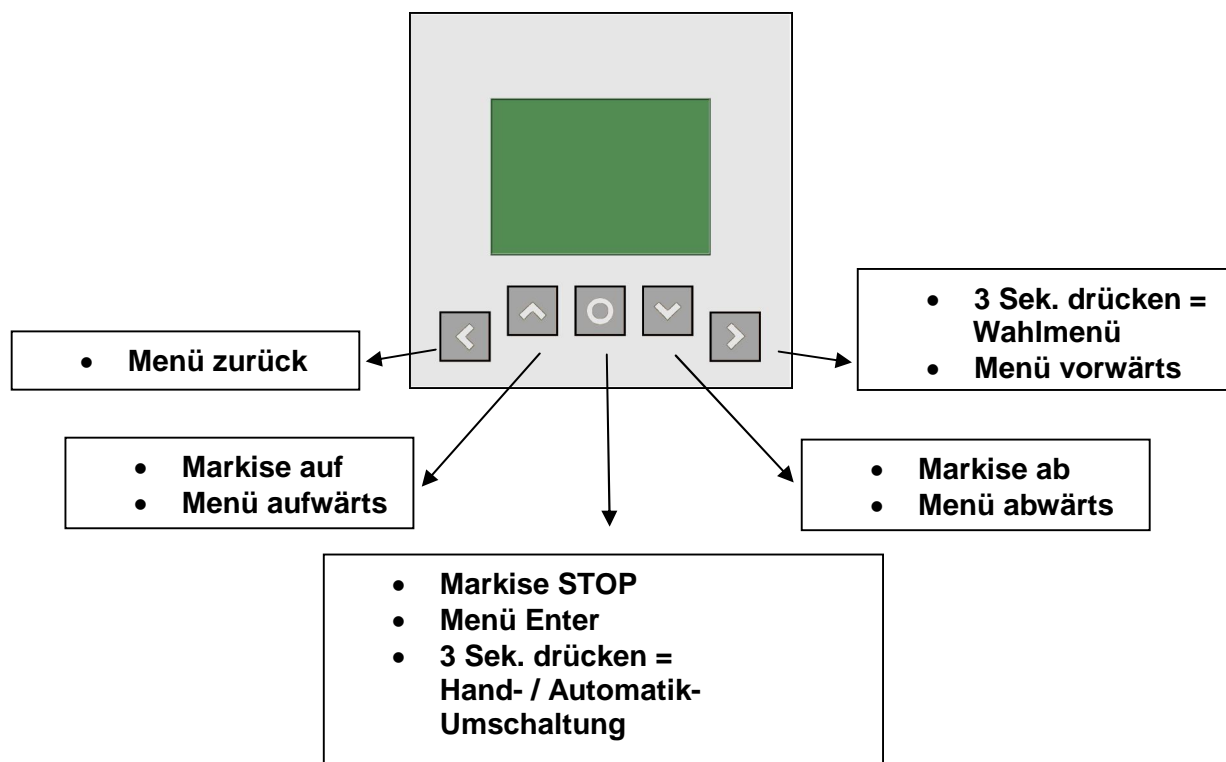 • 3 Sek. drücken =
Wahlmenü
• Menü vorwärts
• Menü zurück
• Markise auf
• Menü aufwärts
• Markise ab
• Menü abwärts
• Markise STOP
• Menü Enter
• 3 Sek. drücken =
Hand- / Automatik-
Umschaltung